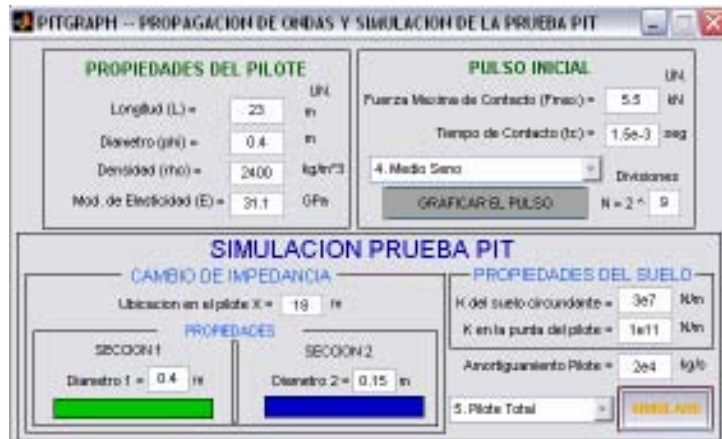 PITGRAPH -- PROPAGACION DE ONDAS Y SIMULACION DE LA PRUEBA PIT
PROPIEDADES DEL PILOTE
UN.
Longitud (L) = 23 m
Diametro (phi) = 0.4 m
Densidad (rho) = 2400 kg/m^3
Mod. de Elasticidad (E) = 31.1 GPa
PULSO INICIAL
UN.
Fuerza Maxima de Contacto (Fmax) = 5.5 kN
Tiempo de Contacto (tc) = 1.5e-3 seg
4. Medio Seno
Divisiones
GRAFICAR EL PULSO
N = 2 ^ 9
SIMULACION PRUEBA PIT
CAMBIO DE IMPEDANCIA
Ubicacion en el pilote X = 18 m
PROPIEDADES
SECCION 1
Diametro 1 = 0.4 m
SECCION 2
Diametro 2 = 0.15 m
PROPIEDADES DEL SUELO
K del suelo circundante = 3e7 N/m
K en la punta del pilote = 1e11 N/m
Amortiguamiento Pilote = 2e4 kg/s
5. Pilote Total
SIMULADO